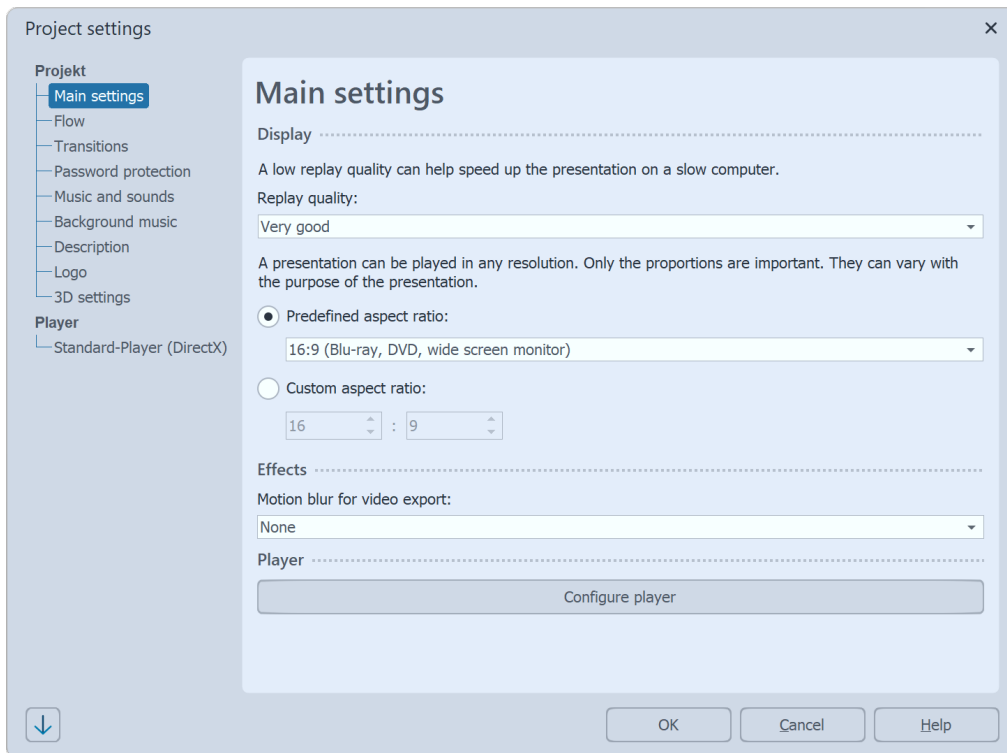 Project settings
Projekt
Main settings
Flow
Transitions
Password protection
Music and sounds
Background music
Description
Logo
3D settings
Player
Standard-Player (DirectX)
Main settings
Display
A low replay quality can help speed up the presentation on a slow computer.
Replay quality:
Very good
A presentation can be played in any resolution. Only the proportions are important. They can vary with
the purpose of the presentation.
Predefined aspect ratio:
16:9 (Blu-ray, DVD, wide screen monitor)
Custom aspect ratio:
16 : 9
Effects
Motion blur for video export:
None
Player
Configure player
OK Cancel Help